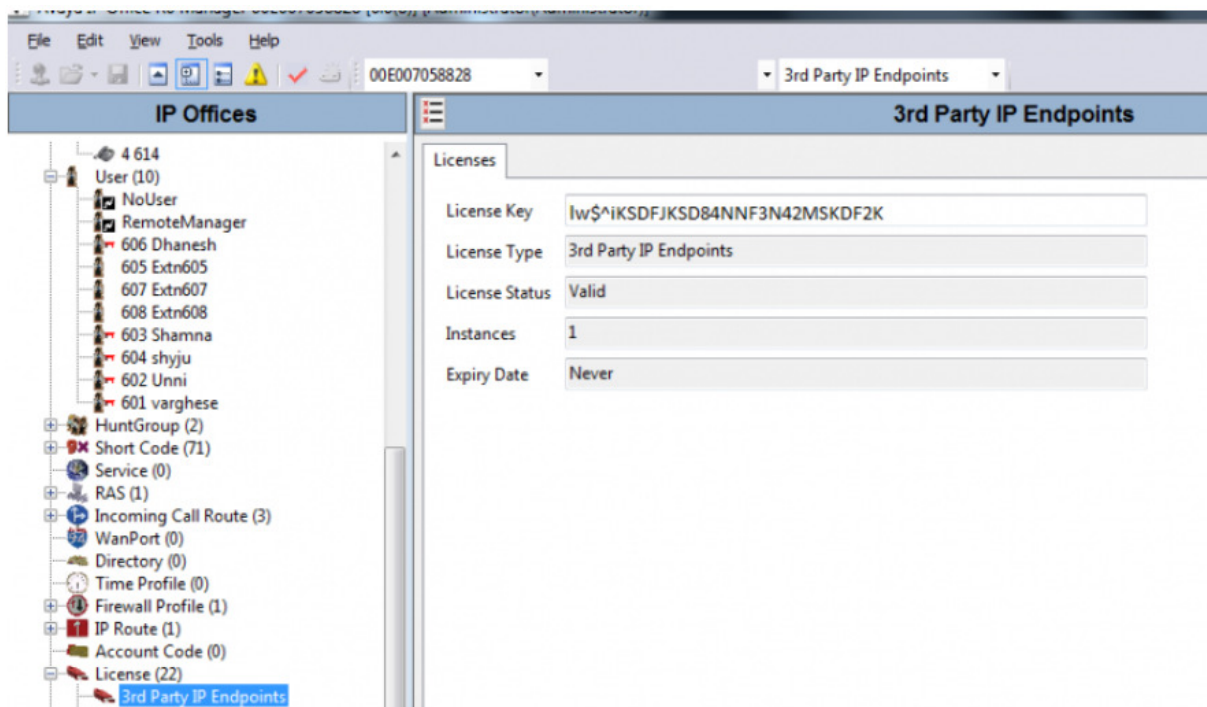 File Edit View Tools Help
00E007058828 3rd Party IP Endpoints
IP Offices
4 614
User (10)
NoUser
RemoteManager
606 Dhanesh
605 Extn605
607 Extn607
608 Extn608
603 Shamna
604 shyju
602 Unni
601 varghese
HuntGroup (2)
Short Code (71)
Service (0)
RAS (1)
Incoming Call Route (3)
WanPort (0)
Directory (0)
Time Profile (0)
Firewall Profile (1)
IP Route (1)
Account Code (0)
License (22)
3rd Party IP Endpoints
3rd Party IP Endpoints
Licenses
License Key lw$^iKSDFJKSD84NNF3N42MSKDF2K
License Type 3rd Party IP Endpoints
License Status Valid
Instances 1
Expiry Date Never